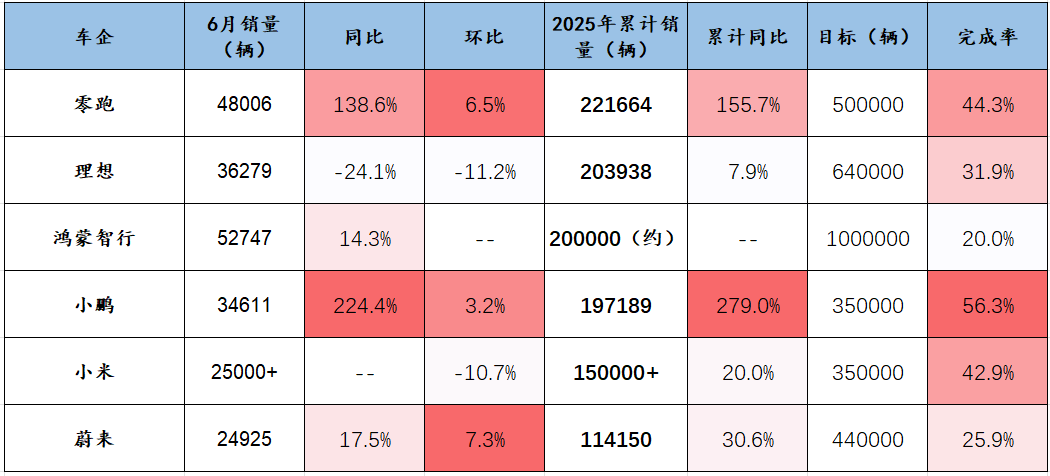 车企 6月销量（辆） 同比 环比 2025年累计销量（辆） 累计同比 目标（辆） 完成率
零跑 48006 138.6% 6.5% 221664 155.7% 500000 44.3%
理想 36279 -24.1% -11.2% 203938 7.9% 640000 31.9%
鸿蒙智行 52747 14.3% -- 200000（约） -- 1000000 20.0%
小鹏 34611 224.4% 3.2% 197189 279.0% 350000 56.3%
小米 25000+ -- -10.7% 150000+ 20.0% 350000 42.9%
蔚来 24925 17.5% 7.3% 114150 30.6% 440000 25.9%